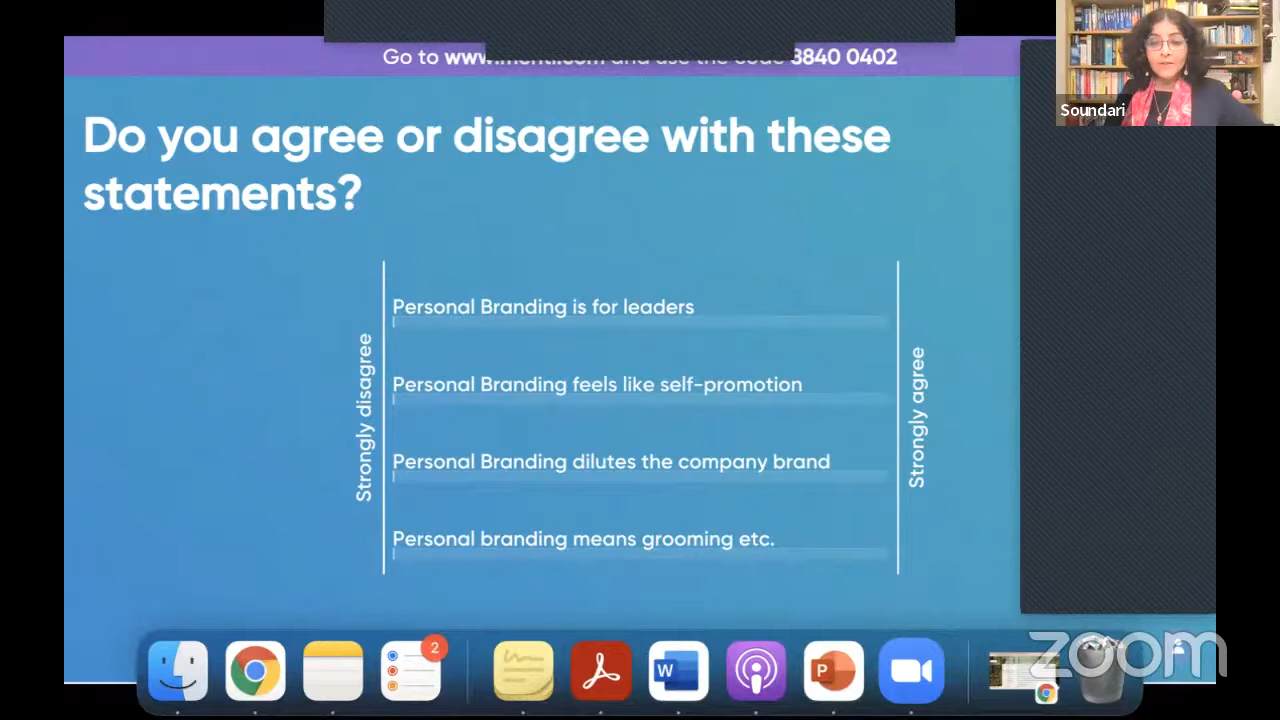 Go to www.menti.com and use the code 3840 0402
Soundari
Do you agree or disagree with these
statements?
Strongly disagree
Personal Branding is for leaders
Personal Branding feels like self-promotion
Personal Branding dilutes the company brand
Personal branding means grooming etc.
Strongly agree
2
W
P
zoom